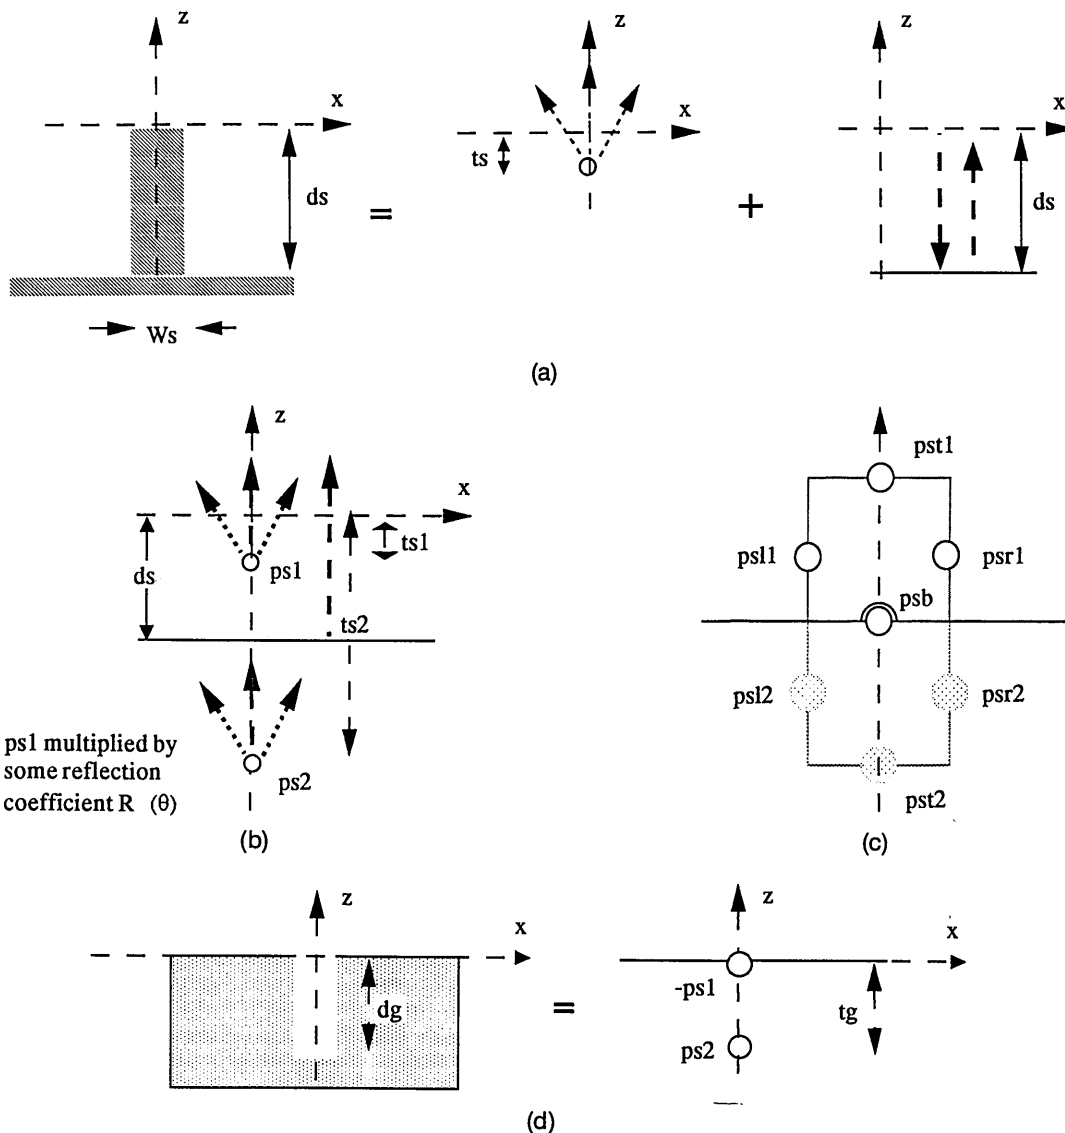 z
x
ds
Ws
=
z
x
ts
+
z
x
ds
(a)
z
x
ts1
ds
ps1
ts2
ps2
ps1 multiplied by
some reflection
coefficient R (θ)
(b)
pst1
psl1
psr1
psb
psl2
psr2
pst2
(c)
z
x
dg
=
z
x
-ps1
tg
ps2
(d)